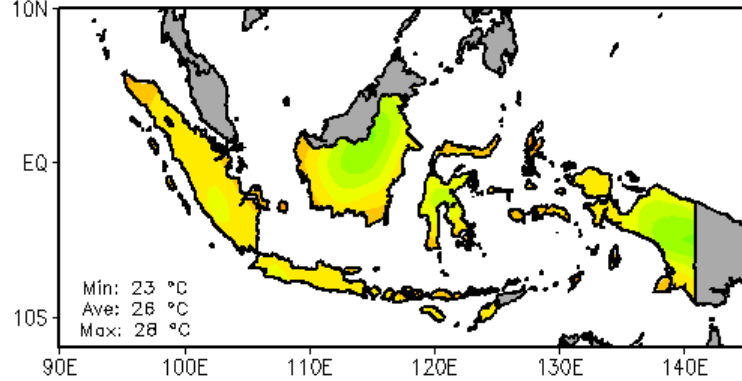 10N
EQ
Min: 23 °C
Ave: 26 °C
Max: 28 °C
10S
90E 100E 110E 120E 130E 140E